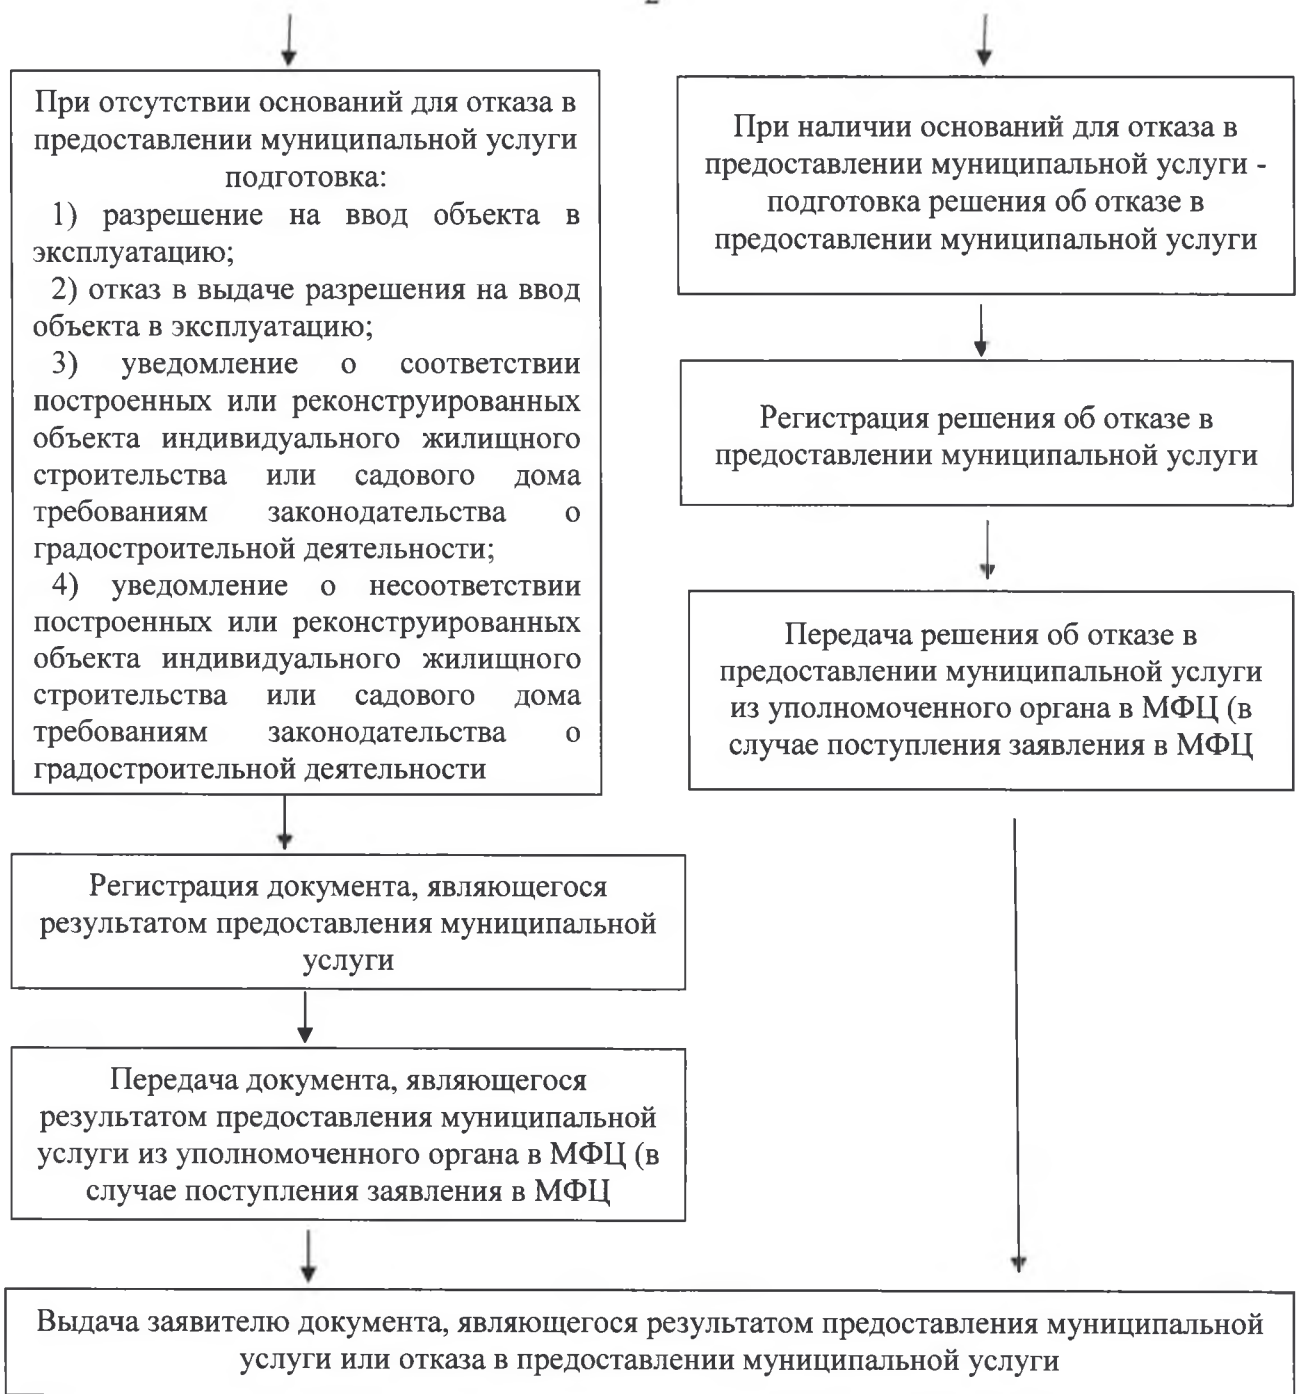 2
При отсутствии оснований для отказа в
предоставлении муниципальной услуги
подготовка:
1) разрешение на ввод объекта в
эксплуатацию;
2) отказ в выдаче разрешения на ввод
объекта в эксплуатацию;
3) уведомление о соответствии
построенных или реконструированных
объекта индивидуального жилищного
строительства или садового дома
требованиям законодательства о
градостроительной деятельности;
4) уведомление о несоответствии
построенных или реконструированных
объекта индивидуального жилищного
строительства или садового дома
требованиям законодательства о
градостроительной деятельности
Регистрация документа, являющегося
результатом предоставления муниципальной
услуги
Передача документа, являющегося
результатом предоставления муниципальной
услуги из уполномоченного органа в МФЦ (в
случае поступления заявления в МФЦ
При наличии оснований для отказа в
предоставлении муниципальной услуги -
подготовка решения об отказе в
предоставлении муниципальной услуги
Регистрация решения об отказе в
предоставлении муниципальной услуги
Передача решения об отказе в
предоставлении муниципальной услуги
из уполномоченного органа в МФЦ (в
случае поступления заявления в МФЦ
Выдача заявителю документа, являющегося результатом предоставления муниципальной
услуги или отказа в предоставлении муниципальной услуги